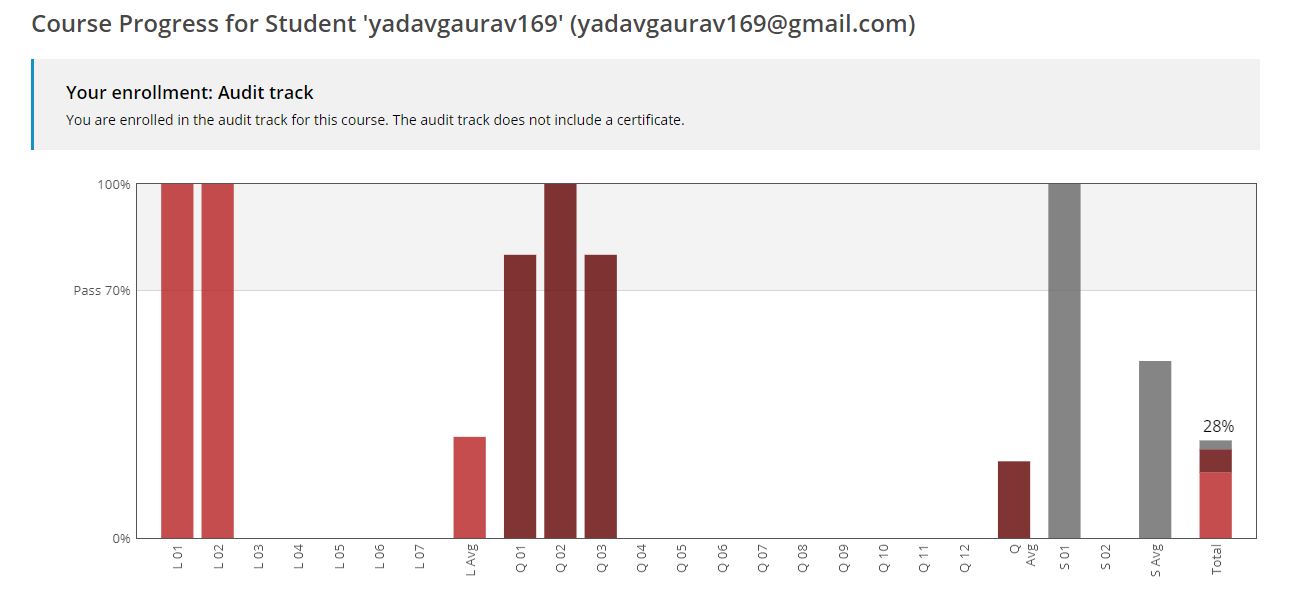 Course Progress for Student 'yadavgaurav169' (yadavgaurav169@gmail.com)
Your enrollment: Audit track
You are enrolled in the audit track for this course. The audit track does not include a certificate.
100%
Pass 70%
0%
28%
L 01
L 02
L 03
L 04
L 05
L 06
L 07
L Avg
Q 01
Q 02
Q 03
Q 04
Q 05
Q 06
Q 07
Q 08
Q 09
Q 10
Q 11
Q 12
Q
Avg
S 01
S 02
S Avg
Total